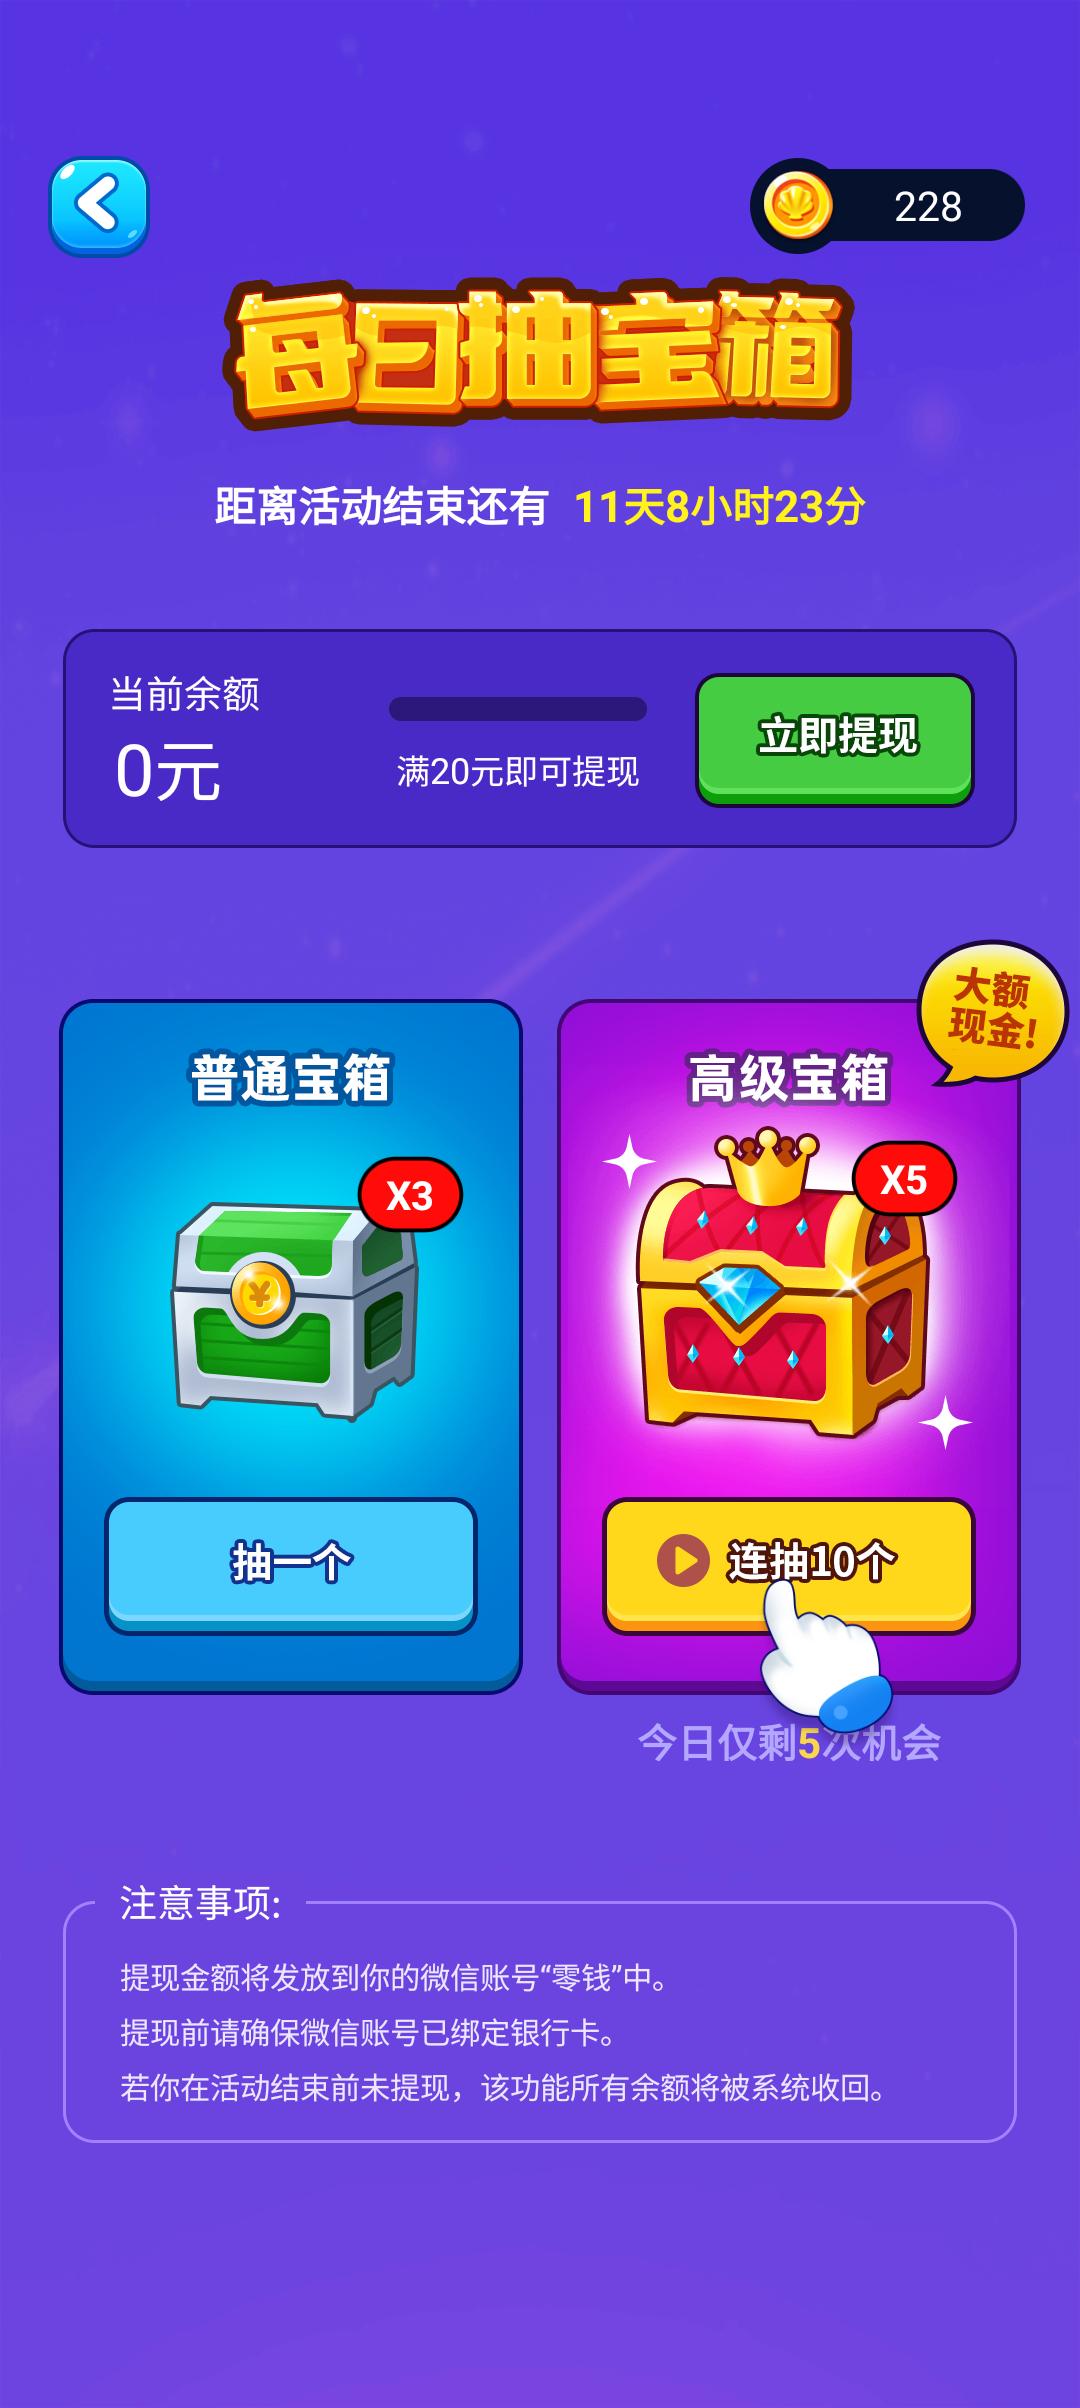 228
每日抽宝箱
距离活动结束还有 11天8小时23分
当前余额
0元
满20元即可提现
立即提现
大额
现金!
普通宝箱
X3
¥
抽一个
高级宝箱
X5
连抽10个
今日仅剩5次机会
注意事项:
提现金额将发放到你的微信账号“零钱”中。
提现前请确保微信账号已绑定银行卡。
若你在活动结束前未提现，该功能所有余额将被系统收回。